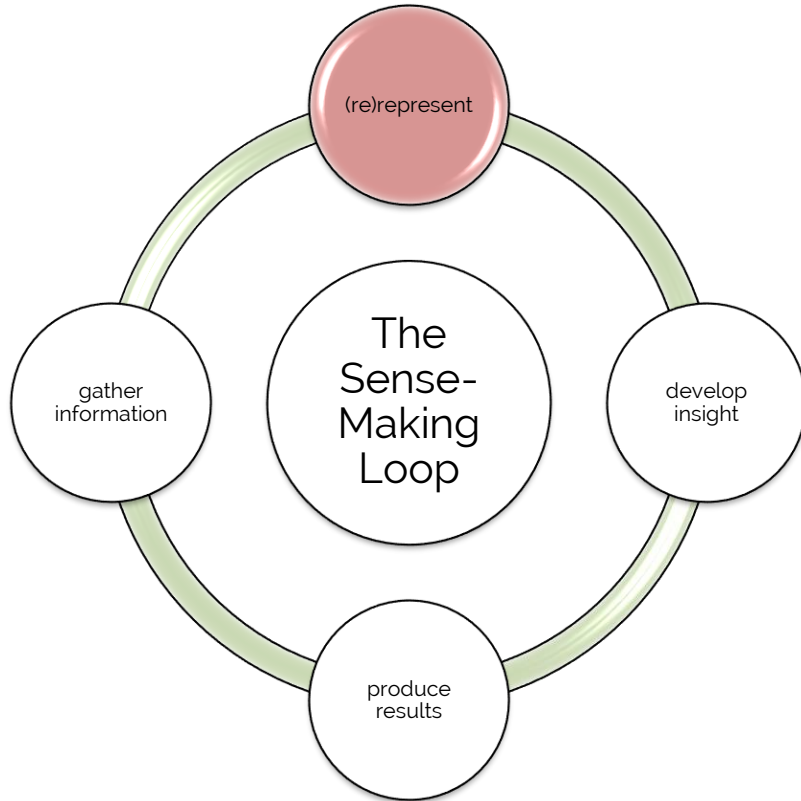 (re)represent
The
Sense-
Making
Loop
gather
information
develop
insight
produce
results